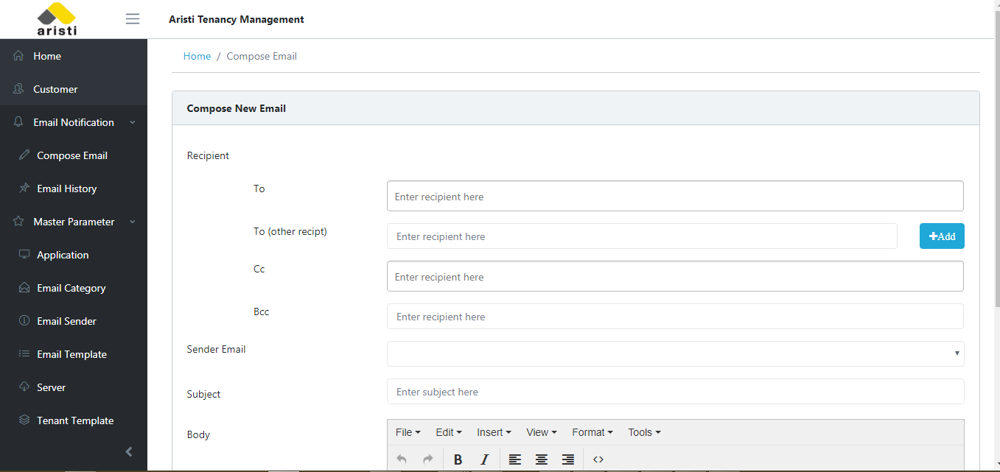 aristi
Aristi Tenancy Management
Home
Customer
Email Notification
Compose Email
Email History
Master Parameter
Application
Email Category
Email Sender
Email Template
Server
Tenant Template
Home / Compose Email
Compose New Email
Recipient
To
Enter recipient here
To (other recipt)
Enter recipient here
Add
Cc
Enter recipient here
Bcc
Enter recipient here
Sender Email
Subject
Enter subject here
Body
File Edit Insert View Format Tools
B I <>